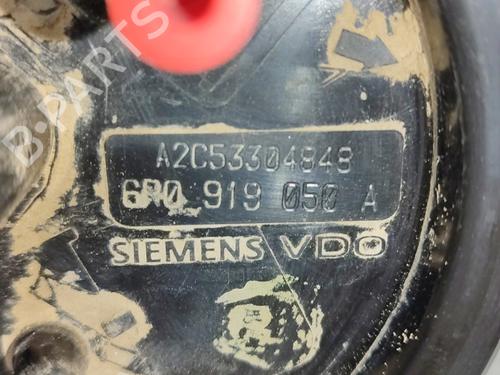 B-PARTS
A2C53304848
6R0 919 050 A
SIEMENS VDO